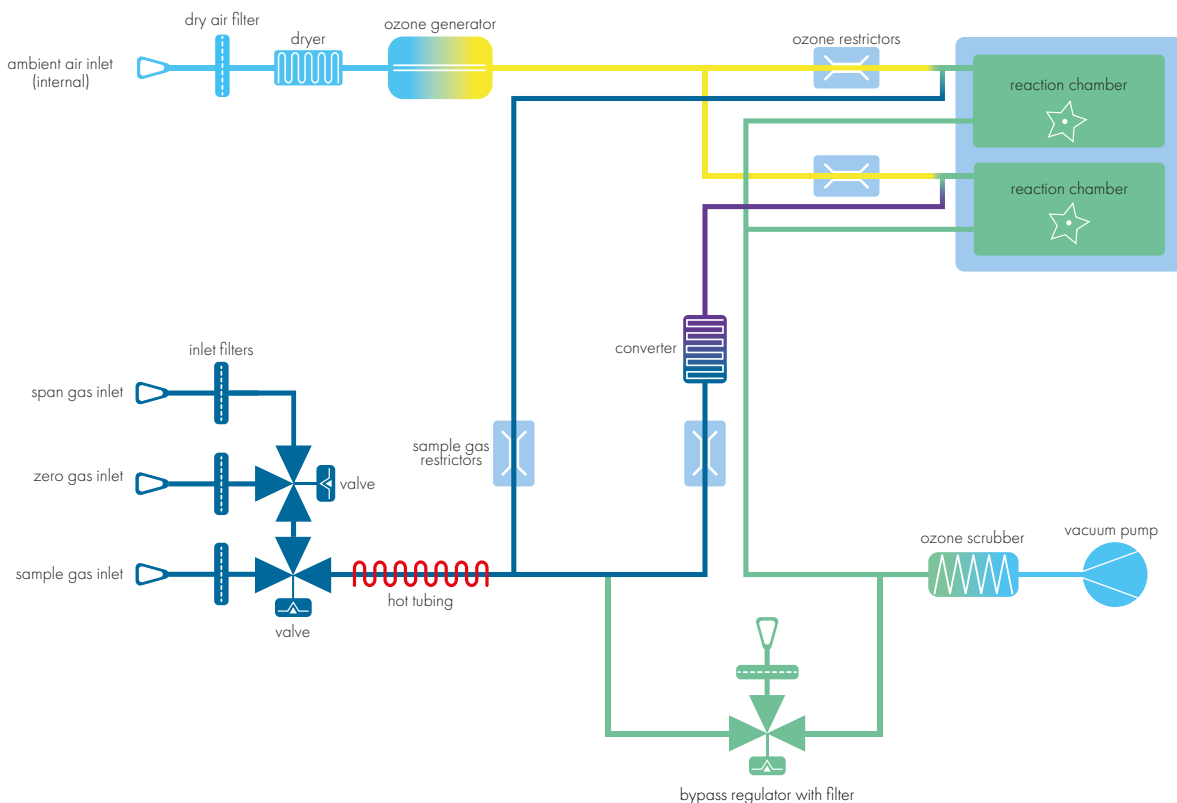 dry air filter
ozone generator
dryer
ozone restrictors
ambient air inlet
(internal)
reaction chamber
reaction chamber
converter
inlet filters
span gas inlet
sample gas
restrictors
zero gas inlet
valve
sample gas inlet
hot tubing
valve
ozone scrubber
vacuum pump
bypass regulator with filter